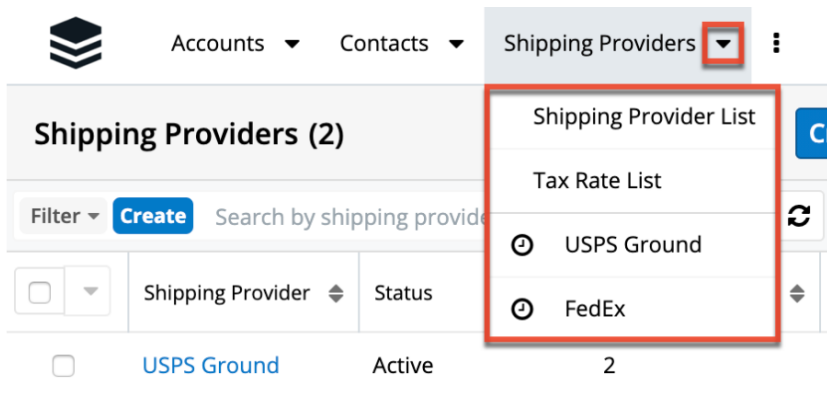 Accounts Contacts Shipping Providers
Shipping Provider List
Shipping Providers (2)
Tax Rate List
Filter Create Search by shipping provide
USPS Ground
Shipping Provider Status
FedEx
USPS Ground Active 2